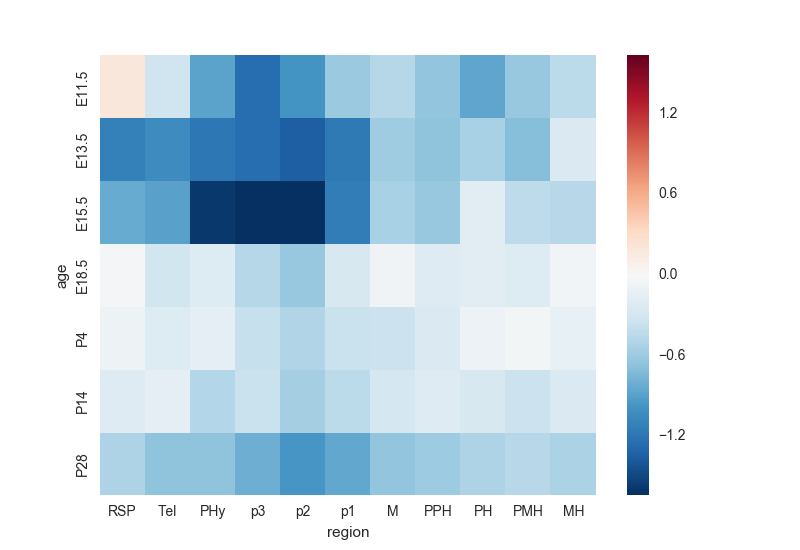 E11.5
E13.5
E15.5
E18.5
P4
P14
P28
age
RSP Tel PHy p3 p2 p1 M PPH PH PMH MH
region
1.2
0.6
0.0
−0.6
−1.2